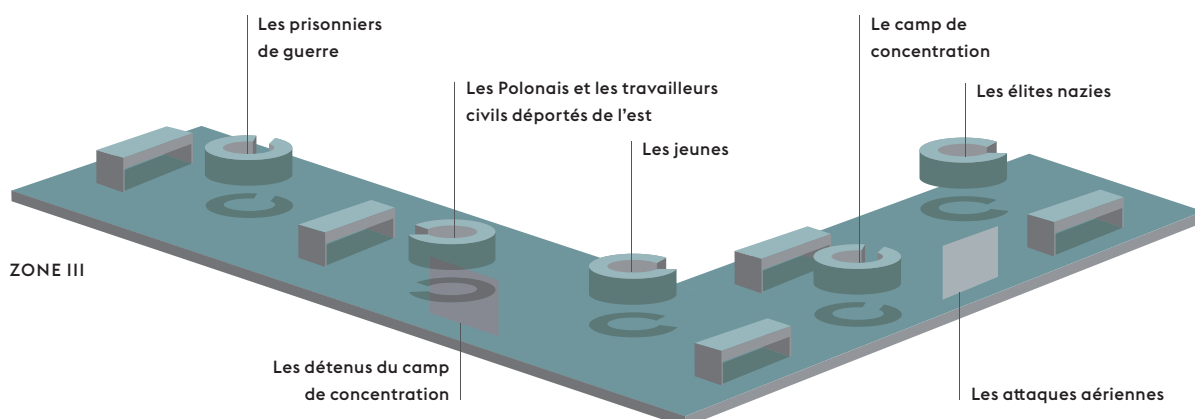 Les prisonniers
de guerre
Les Polonais et les travailleurs
civils déportés de l’est
Les jeunes
Le camp de
concentration
Les élites nazies
ZONE III
Les détenus du camp
de concentration
Les attaques aériennes